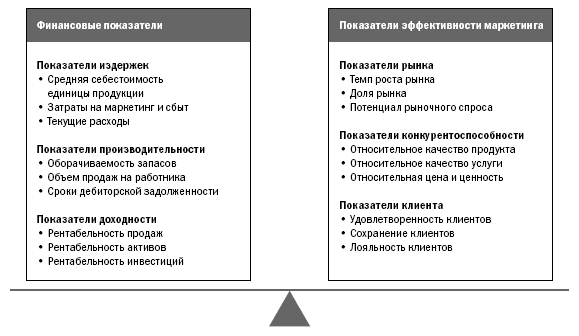 Финансовые показатели
Показатели издержек
• Средняя себестоимость
единицы продукции
• Затраты на маркетинг и сбыт
• Текущие расходы
Показатели производительности
• Оборачиваемость запасов
• Объем продаж на работника
• Сроки дебиторской задолженности
Показатели доходности
• Рентабельность продаж
• Рентабельность активов
• Рентабельность инвестиций
Показатели эффективности маркетинга
Показатели рынка
• Темп роста рынка
• Доля рынка
• Потенциал рыночного спроса
Показатели конкурентоспособности
• Относительное качество продукта
• Относительное качество услуги
• Относительная цена и ценность
Показатели клиента
• Удовлетворенность клиентов
• Сохранение клиентов
• Лояльность клиентов